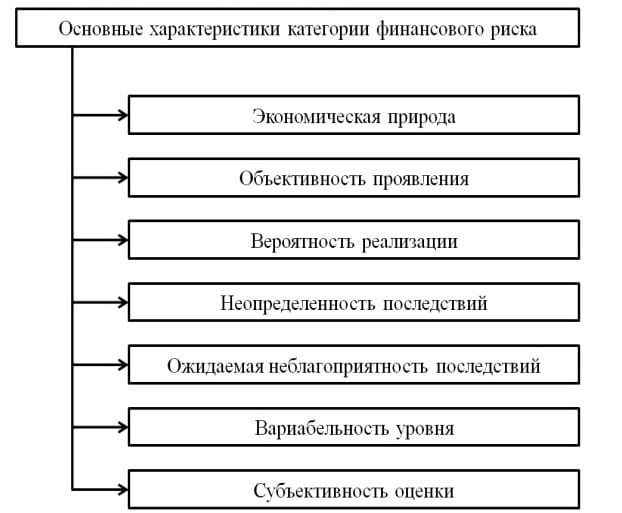 Основные характеристики категории финансового риска
Экономическая природа
Объективность проявления
Вероятность реализации
Неопределенность последствий
Ожидаемая неблагоприятность последствий
Вариабельность уровня
Субъективность оценки